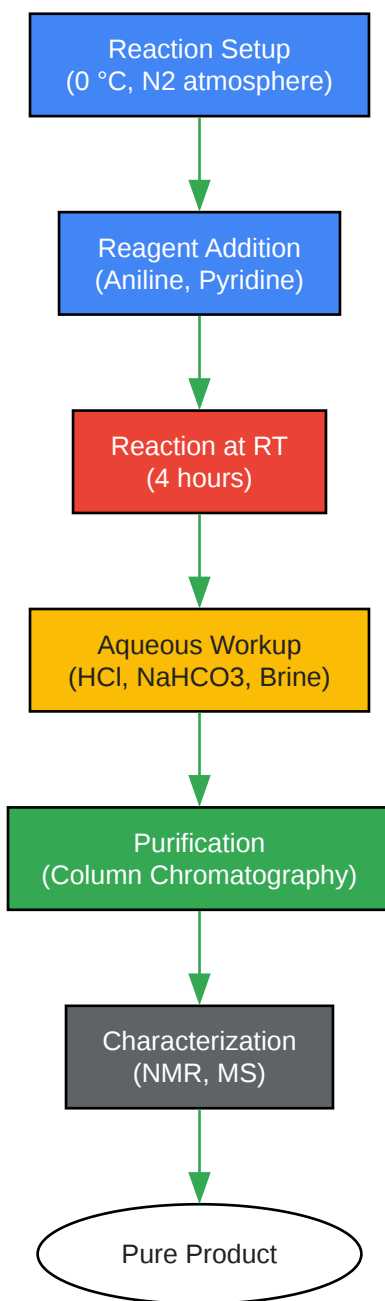 Reaction Setup
(0 °C, N2 atmosphere)
Reagent Addition
(Aniline, Pyridine)
Reaction at RT
(4 hours)
Aqueous Workup
(HCl, NaHCO3, Brine)
Purification
(Column Chromatography)
Characterization
(NMR, MS)
Pure Product